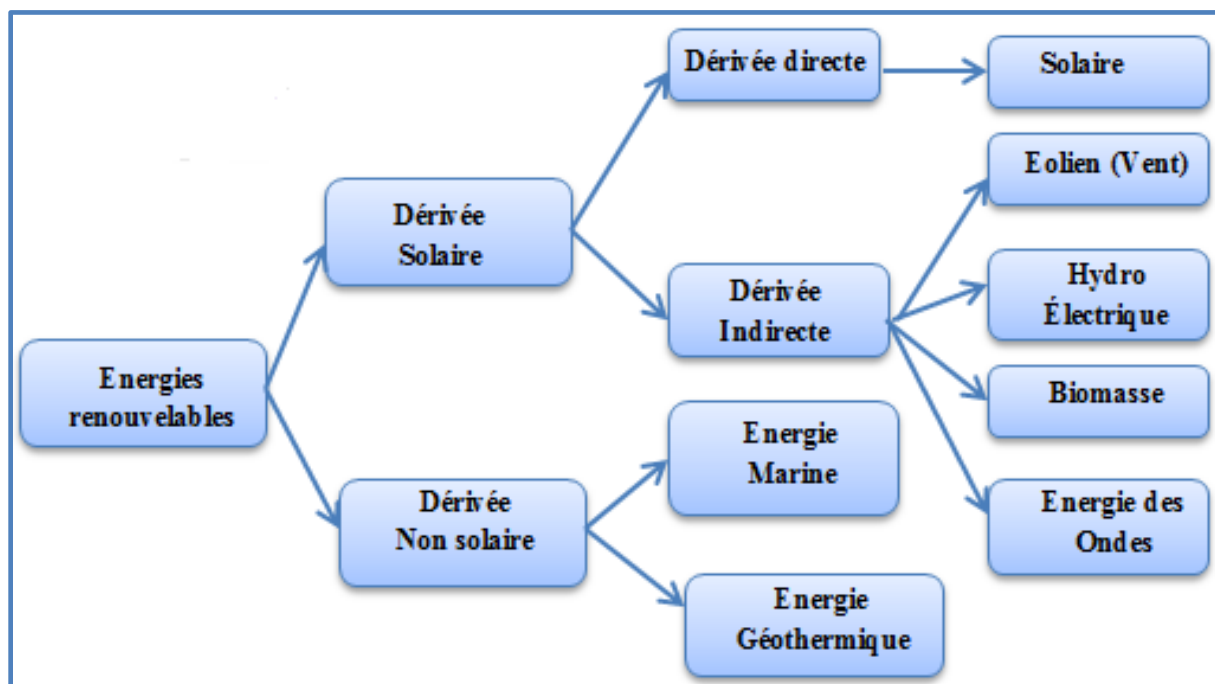 Energies
renouvelables
Dérivée
Solaire
Dérivée
Non solaire
Dérivée directe
Dérivée
Indirecte
Energie
Marine
Energie
Géothermique
Solaire
Eolien (Vent)
Hydro
Électrique
Biomasse
Energie des
Ondes